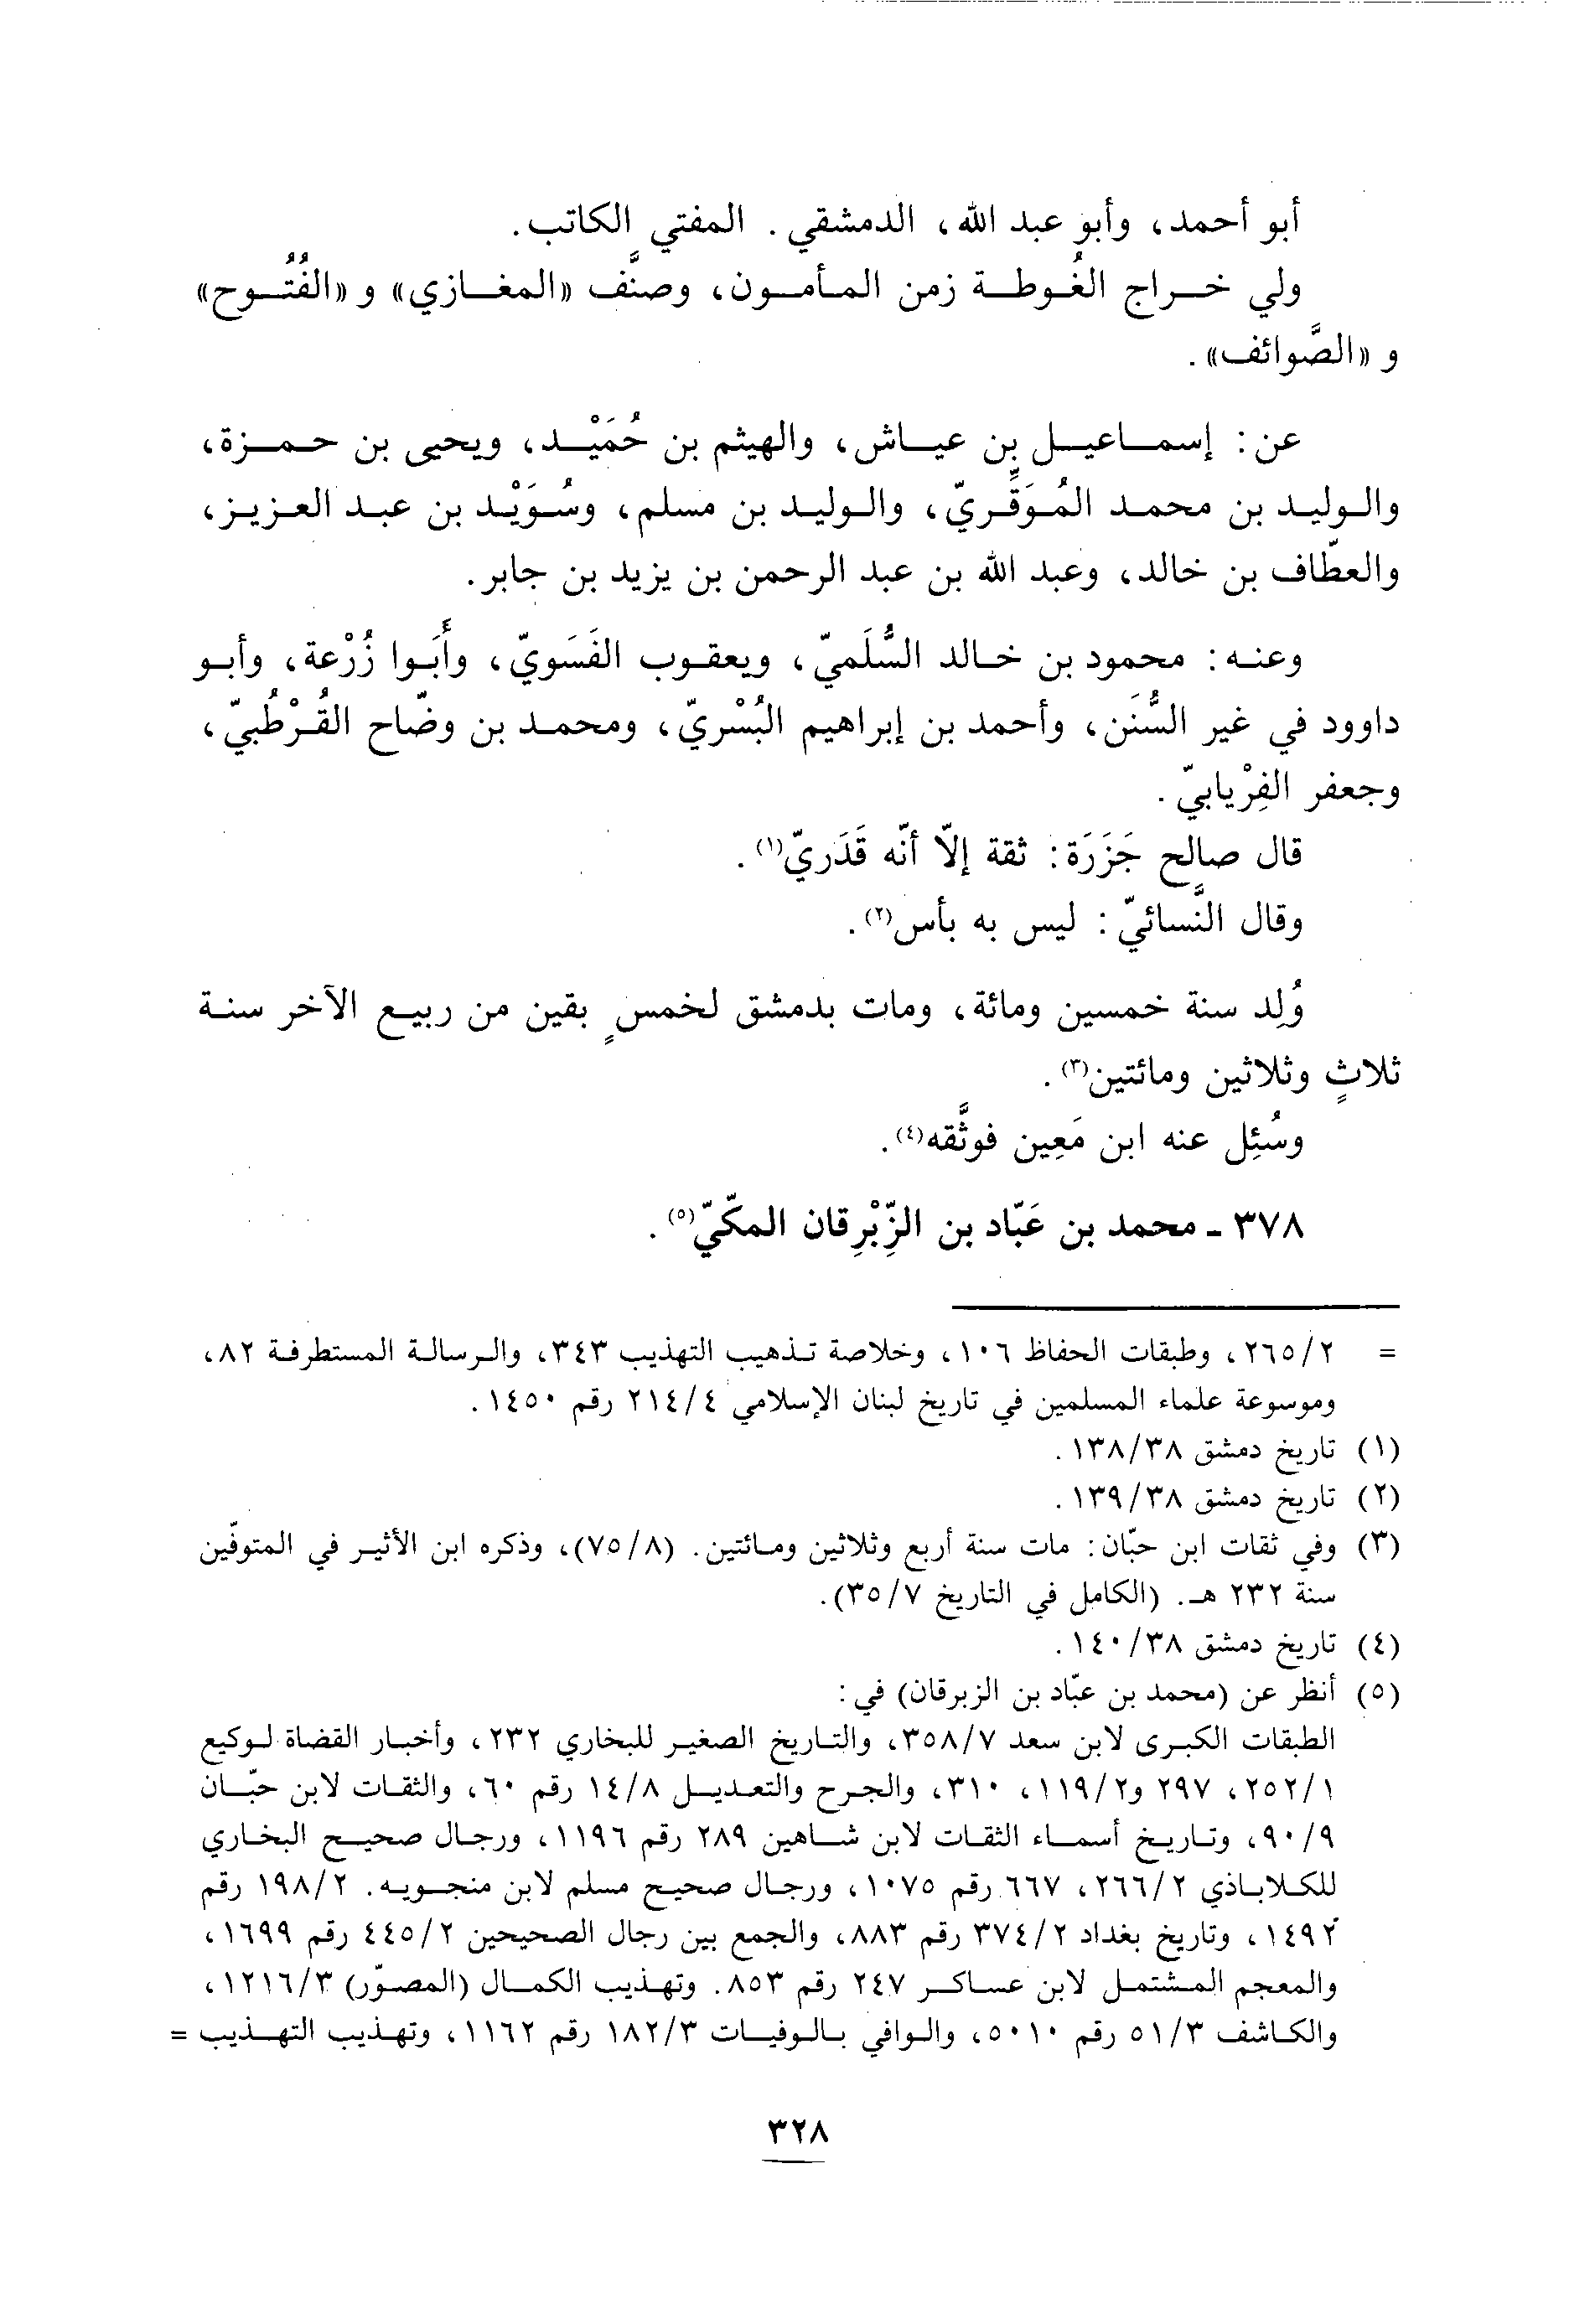 أبو أحمد، وأبو عبد الله، الدمشقي. المفتي الكاتب.
ولي خراج الغُوطة زمن المأمون، وصنَّف «المغازي» و «الفُتُوح»
و «الصَّوائف».
عن: إسماعيل بن عياش، والهيثم بن حُمَيْد، ويحيى بن حمزة،
والوليد بن محمد المُوَقِّريّ، والوليد بن مسلم، وسُوَيْد بن عبد العزيز،
والعطّاف بن خالد، وعبد الله بن عبد الرحمن بن يزيد بن جابر.
وعنه: محمود بن خالد السُّلَميّ، ويعقوب الفَسَويّ، وأَبَوا زُرْعة، وأبو
داوود في غير السُّنَن، وأحمد بن إبراهيم البُسْريّ، ومحمد بن وضّاح القُرْطُبيّ،
وجعفر الفِرْيابيّ.
قال صالح جَزَرَة: ثقة إلّا أنّه قَدَريّ(١).
وقال النَّسائيّ: ليس به بأس(٢).
وُلِد سنة خمسين ومائة، ومات بدمشق لخمسٍ بقين من ربيع الآخر سنة
ثلاثٍ وثلاثين ومائتين(٣).
وسُئِل عنه ابن مَعِين فوثَّقه(٤).
٣٧٨ ـ محمد بن عَبّاد بن الزِّبْرِقان المكّيّ(٥).
= ٢/٢٦٥، وطبقات الحفاظ ١٠٦، وخلاصة تذهيب التهذيب ٣٤٣، والرسالة المستطرفة ٨٢،
وموسوعة علماء المسلمين في تاريخ لبنان الإسلامي ٤/٢١٤ رقم ١٤٥٠.
(١) تاريخ دمشق ٣٨/١٣٨.
(٢) تاريخ دمشق ٣٨/١٣٩.
(٣) وفي ثقات ابن حبّان: مات سنة أربع وثلاثين ومائتين. (٨/٧٥)، وذكره ابن الأثير في المتوفّين
سنة ٢٣٢ هـ. (الكامل في التاريخ ٧/٣٥).
(٤) تاريخ دمشق ٣٨/١٤٠.
(٥) أنظر عن (محمد بن عبّاد بن الزبرقان) في:
الطبقات الكبرى لابن سعد ٧/٣٥٨، والتاريخ الصغير للبخاري ٢٣٢، وأخبار القضاة لوكيع
١/٢٥٢، ٢٩٧ و٢/١١٩، ٣١٠، والجرح والتعديل ٨/١٤ رقم ٦٠، والثقات لابن حبّان
٩/٩٠، وتاريخ أسماء الثقات لابن شاهين ٢٨٩ رقم ١١٩٦، ورجال صحيح البخاري
للكلاباذي ٢/٢٦٦، ٦٦٧ رقم ١٠٧٥، ورجال صحيح مسلم لابن منجويه. ٢/١٩٨ رقم
١٤٩٢، وتاريخ بغداد ٢/٣٧٤ رقم ٨٨٣، والجمع بين رجال الصحيحين ٢/٤٤٥ رقم ١٦٩٩،
والمعجم المشتمل لابن عساكر ٢٤٧ رقم ٨٥٣. وتهذيب الكمال (المصوّر) ٣/١٢١٦،
والكاشف ٣/٥١ رقم ٥٠١٠، والوافي بالوفيات ٣/١٨٢ رقم ١١٦٢، وتهذيب التهذيب =
٣٢٨